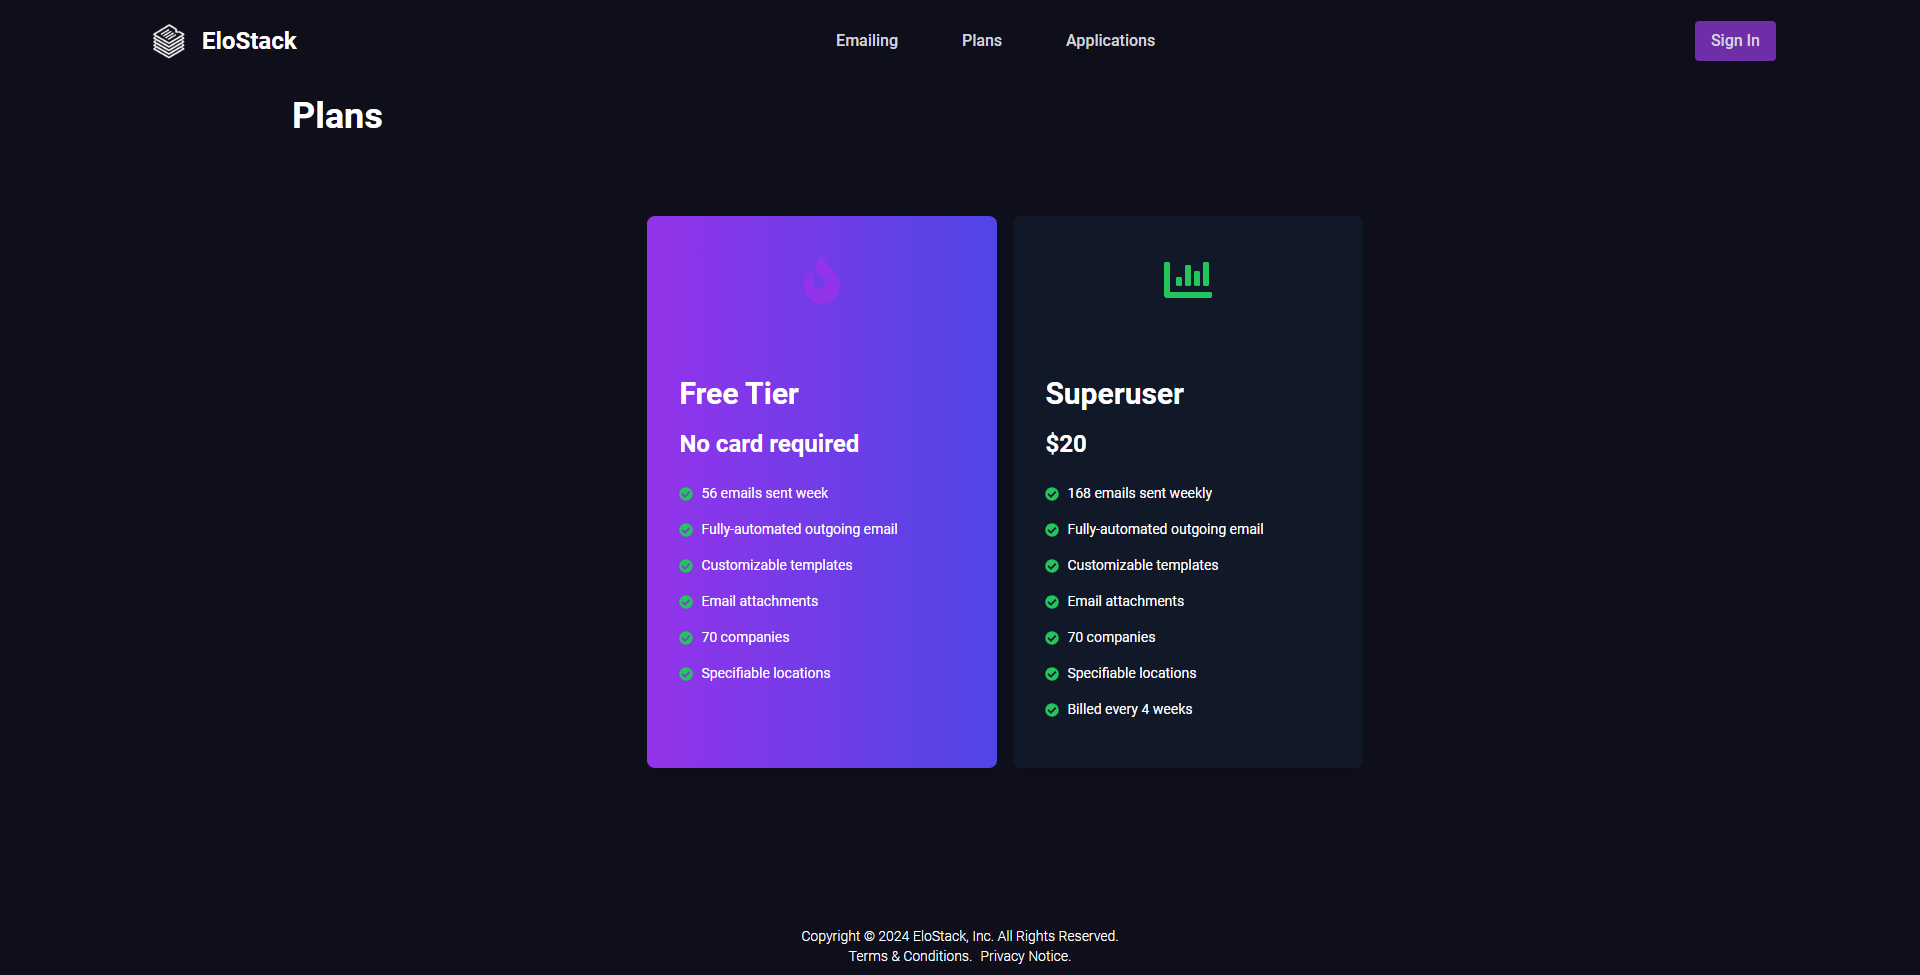 EloStack
Emailing
Plans
Applications
Sign In
Plans
Free Tier
No card required
56 emails sent week
Fully-automated outgoing email
Customizable templates
Email attachments
70 companies
Specifiable locations
Superuser
$20
168 emails sent weekly
Fully-automated outgoing email
Customizable templates
Email attachments
70 companies
Specifiable locations
Billed every 4 weeks
Copyright © 2024 EloStack, Inc. All Rights Reserved.
Terms & Conditions. Privacy Notice.